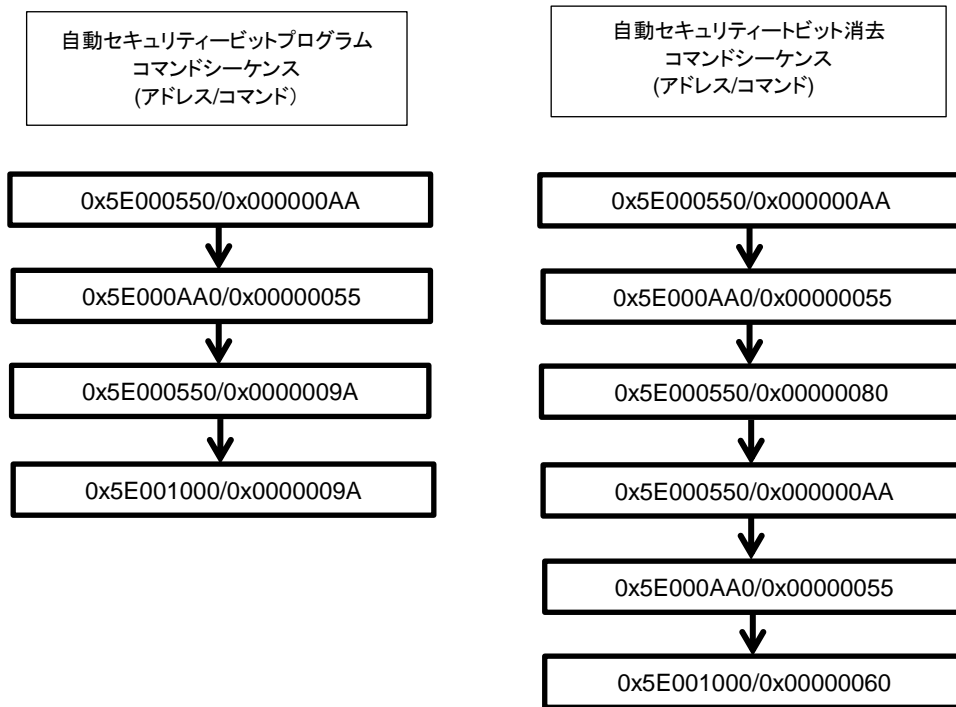 自動セキュリティービットプログラム
コマンドシーケンス
(アドレス/コマンド）
0x5E000550/0x000000AA
0x5E000AA0/0x00000055
0x5E000550/0x0000009A
0x5E001000/0x0000009A
自動セキュリティートビット消去
コマンドシーケンス
(アドレス/コマンド)
0x5E000550/0x000000AA
0x5E000AA0/0x00000055
0x5E000550/0x00000080
0x5E000550/0x000000AA
0x5E000AA0/0x00000055
0x5E001000/0x00000060